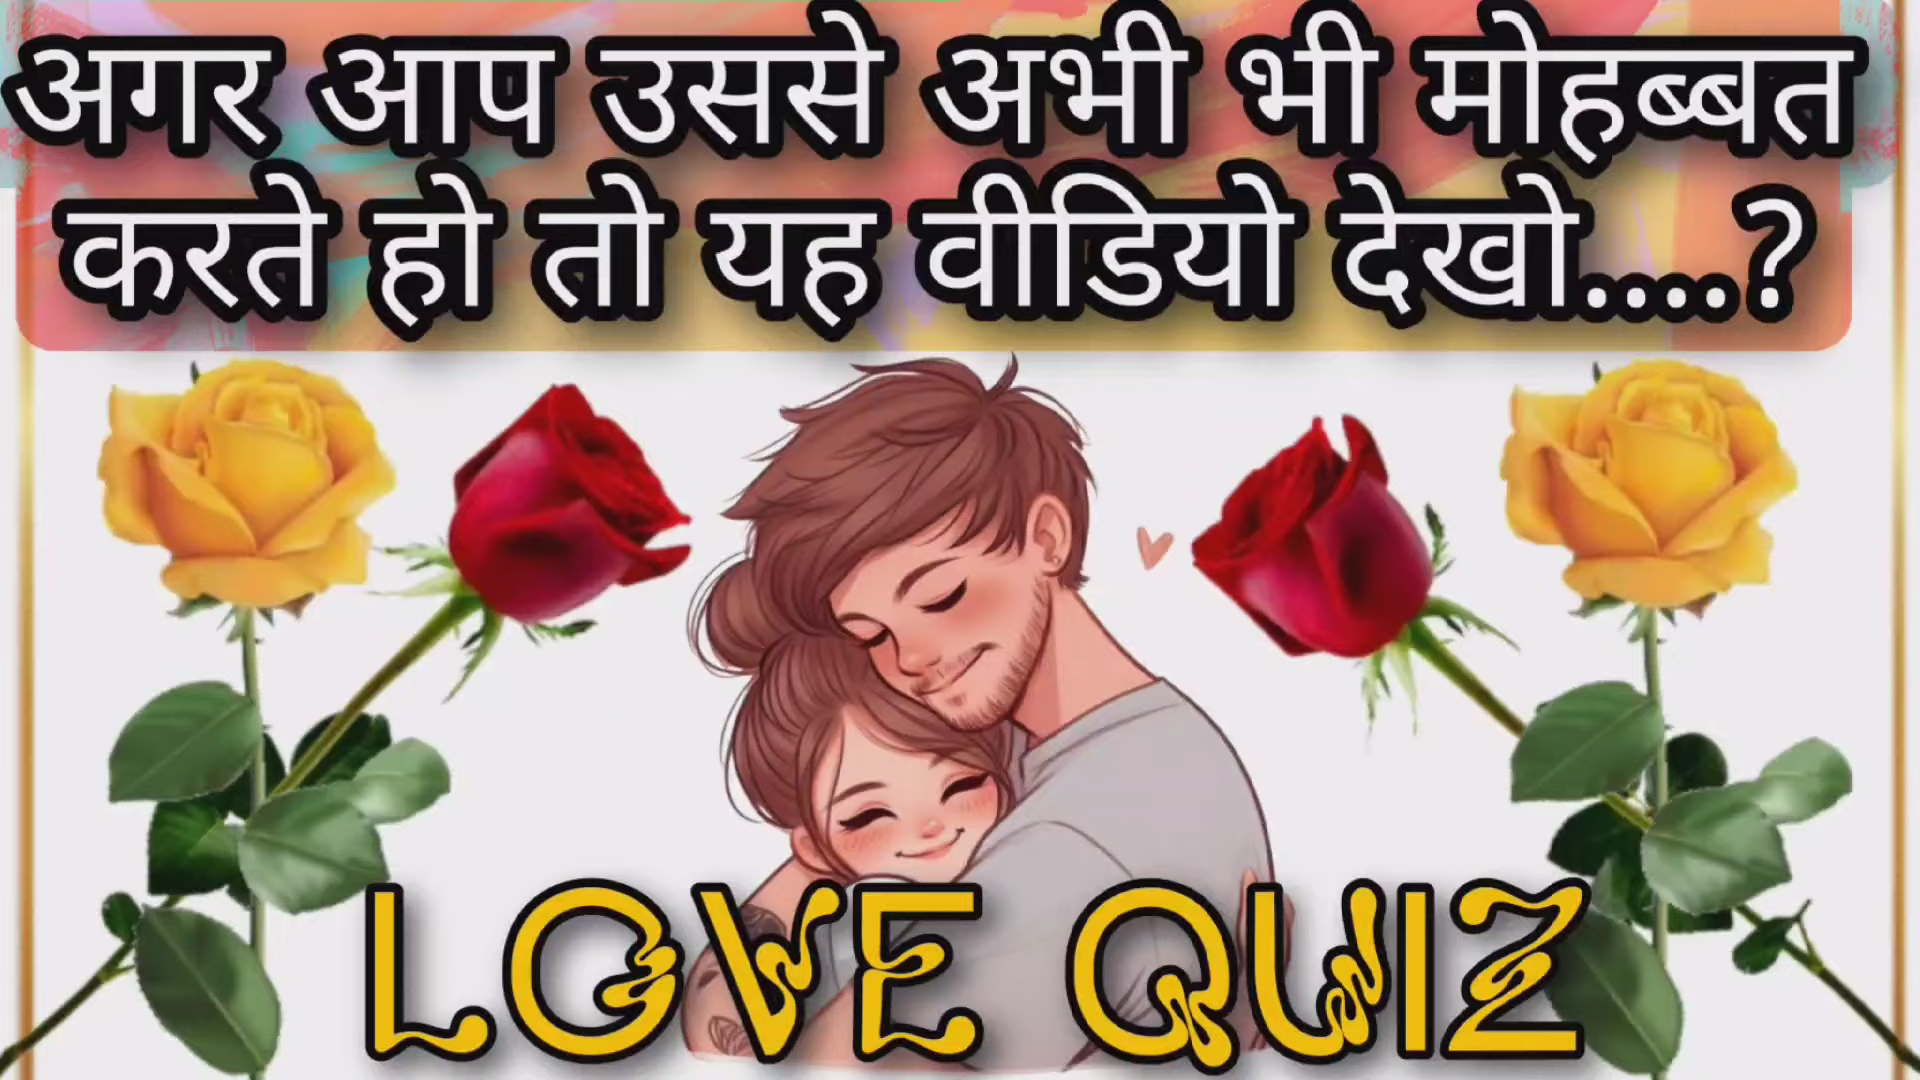 अगर आप उससे अभी भी मोहब्बत
करते हो तो यह वीडियो देखो....?
LOVE QUIZ